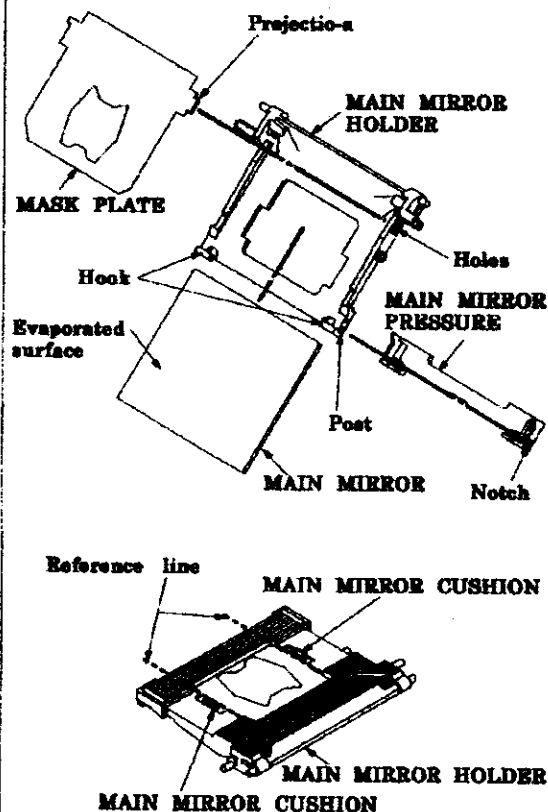 Projectio-n
MAIN MIRROR
HOLDER
MASK PLATE
Holes
Hook
MAIN MIRROR
PRESSURE
Evaporated
surface
Post
MAIN MIRROR
Notch
Reference line
MAIN MIRROR CUSHION
MAIN MIRROR HOLDER
MAIN MIRROR CUSHION